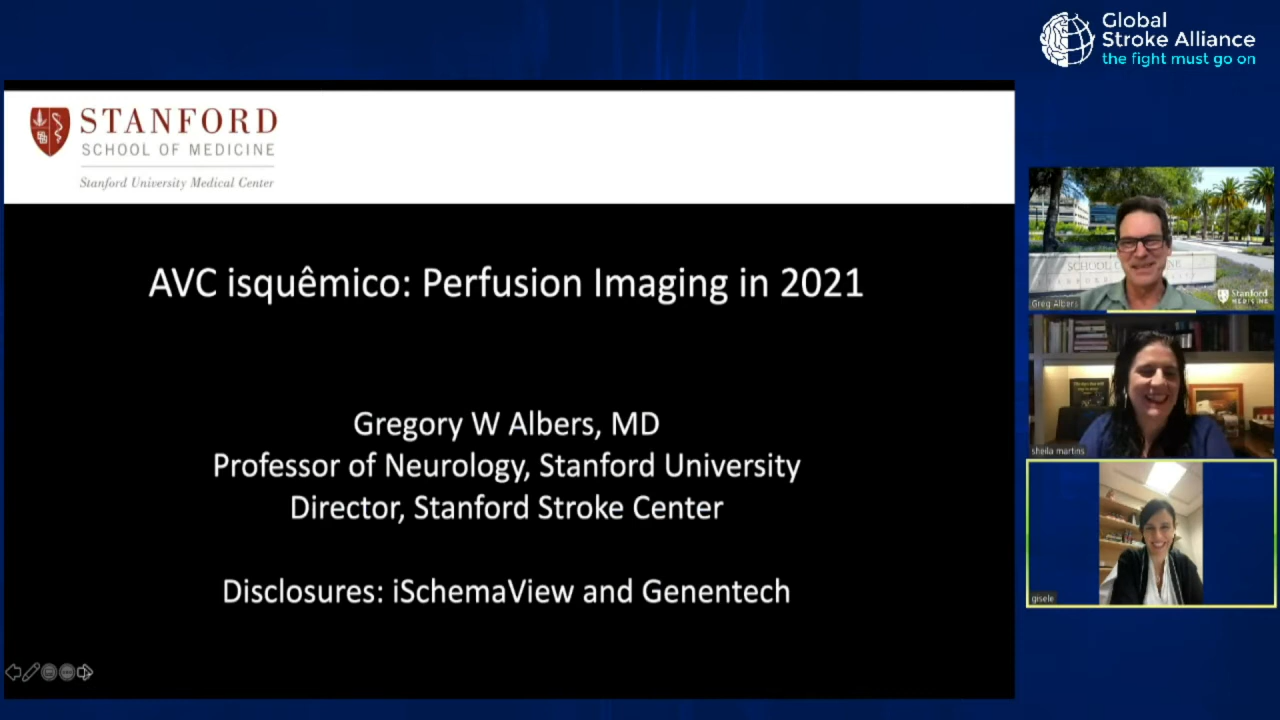 Global
Stroke Alliance
the fight must go on
STANFORD
SCHOOL OF MEDICINE
Stanford University Medical Center
AVC isquêmico: Perfusion Imaging in 2021
Gregory W Albers, MD
Professor of Neurology, Stanford University
Director, Stanford Stroke Center
Disclosures: iSchemaView and Genentech
Stanford
MEDICINE
Greg Albers
sheila martins
gisele